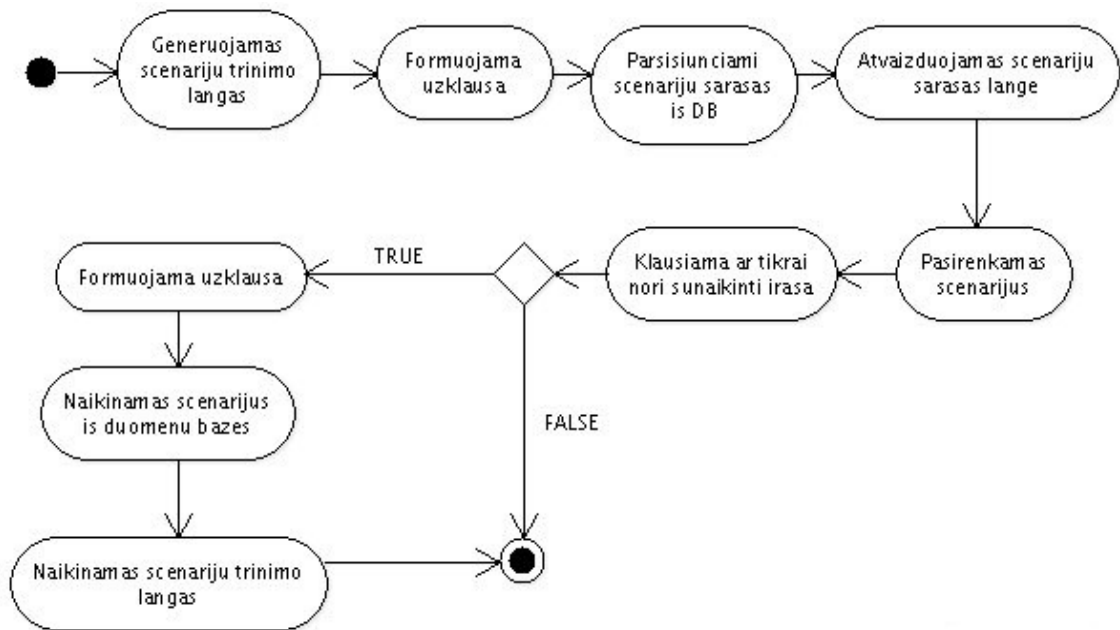 Generuojamas
scenariju trinimo
langas
Formuojama
uzklausa
Parsisiunciami
scenariju sarasas
is DB
Atvaizduojamas scenariju
sarasas lange
Pasirenkamas
scenarijus
Klausiama ar tikrai
nori sunaikinti irasa
TRUE
FALSE
Formuojama uzklausa
Naikinamas scenarijus
is duomenu bazes
Naikinamas scenariju trinimo
langas